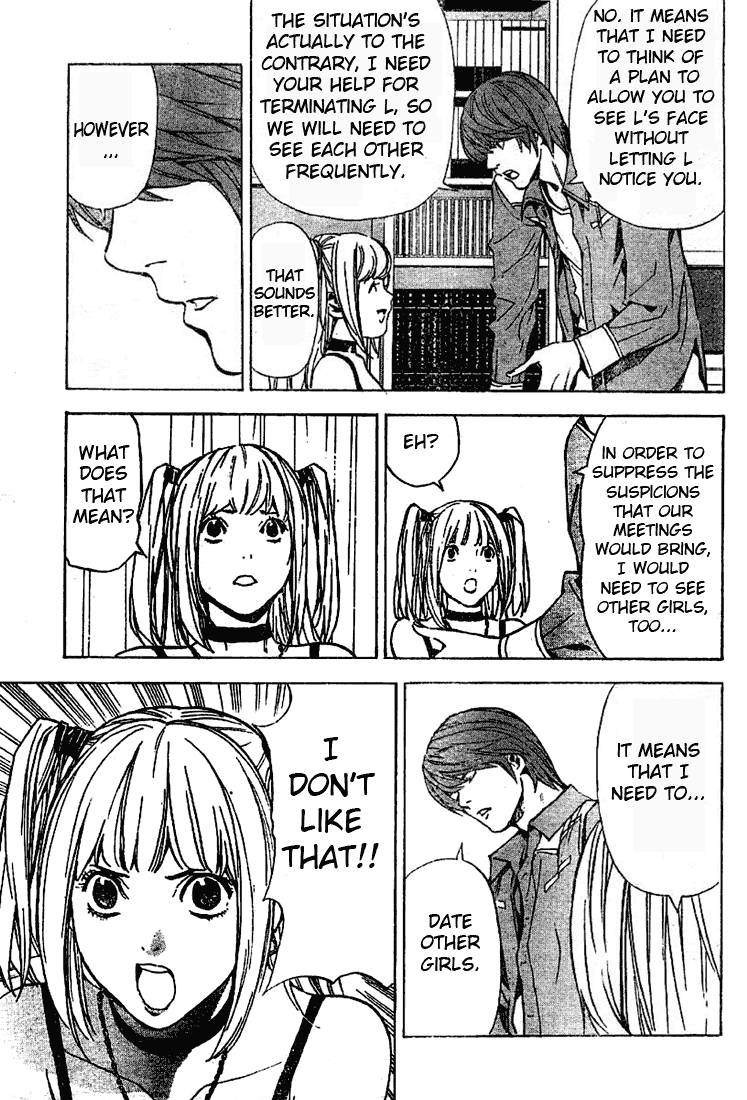 NO. IT MEANS
THAT I NEED
TO THINK OF
A PLAN TO
ALLOW YOU TO
SEE L'S FACE
WITHOUT
LETTING L
NOTICE YOU.
THE SITUATION'S
ACTUALLY TO THE
CONTRARY, I NEED
YOUR HELP FOR
TERMINATING L, SO
WE WILL NEED TO
SEE EACH OTHER
FREQUENTLY.
THAT
SOUNDS
BETTER.
HOWEVER
...
IN ORDER TO
SUPPRESS THE
SUSPICIONS
THAT OUR
MEETINGS
WOULD BRING,
I WOULD
NEED TO SEE
OTHER GIRLS,
TOO...
EH?
WHAT
DOES
THAT
MEAN?
IT MEANS
THAT I
NEED TO...
DATE
OTHER
GIRLS.
I
DON'T
LIKE
THAT!!